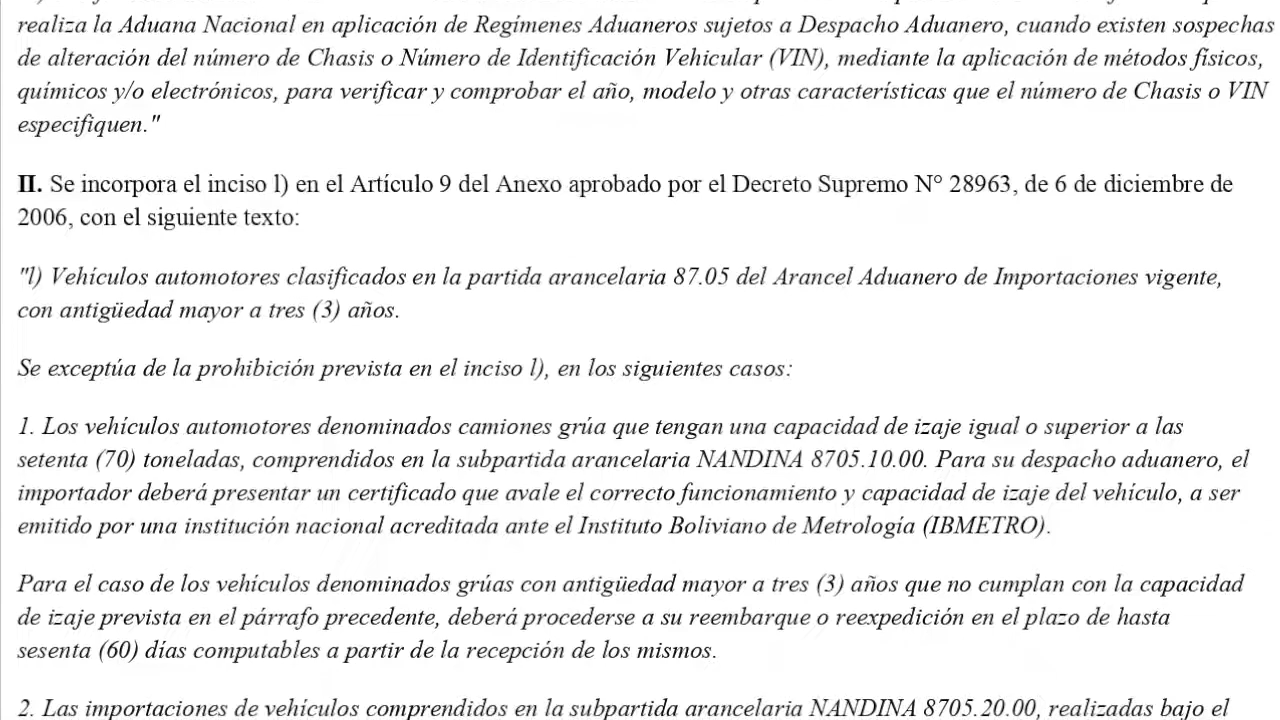 realiza la Aduana Nacional en aplicación de Regímenes Aduaneros sujetos a Despacho Aduanero, cuando existen sospechas
de alteración del número de Chasis o Número de Identificación Vehicular (VIN), mediante la aplicación de métodos físicos,
químicos y/o electrónicos, para verificar y comprobar el año, modelo y otras características que el número de Chasis o VIN
especifiquen."
II. Se incorpora el inciso l) en el Artículo 9 del Anexo aprobado por el Decreto Supremo N° 28963, de 6 de diciembre de
2006, con el siguiente texto:
"l) Vehículos automotores clasificados en la partida arancelaria 87.05 del Arancel Aduanero de Importaciones vigente,
con antigüedad mayor a tres (3) años.
Se exceptúa de la prohibición prevista en el inciso l), en los siguientes casos:
1. Los vehículos automotores denominados camiones grúa que tengan una capacidad de izaje igual o superior a las
setenta (70) toneladas, comprendidos en la subpartida arancelaria NANDINA 8705.10.00. Para su despacho aduanero, el
importador deberá presentar un certificado que avale el correcto funcionamiento y capacidad de izaje del vehículo, a ser
emitido por una institución nacional acreditada ante el Instituto Boliviano de Metrología (IBMETRO).
Para el caso de los vehículos denominados grúas con antigüedad mayor a tres (3) años que no cumplan con la capacidad
de izaje prevista en el párrafo precedente, deberá procederse a su reembarque o reexpedición en el plazo de hasta
sesenta (60) días computables a partir de la recepción de los mismos.
2. Las importaciones de vehículos comprendidos en la subpartida arancelaria NANDINA 8705.20.00, realizadas bajo el